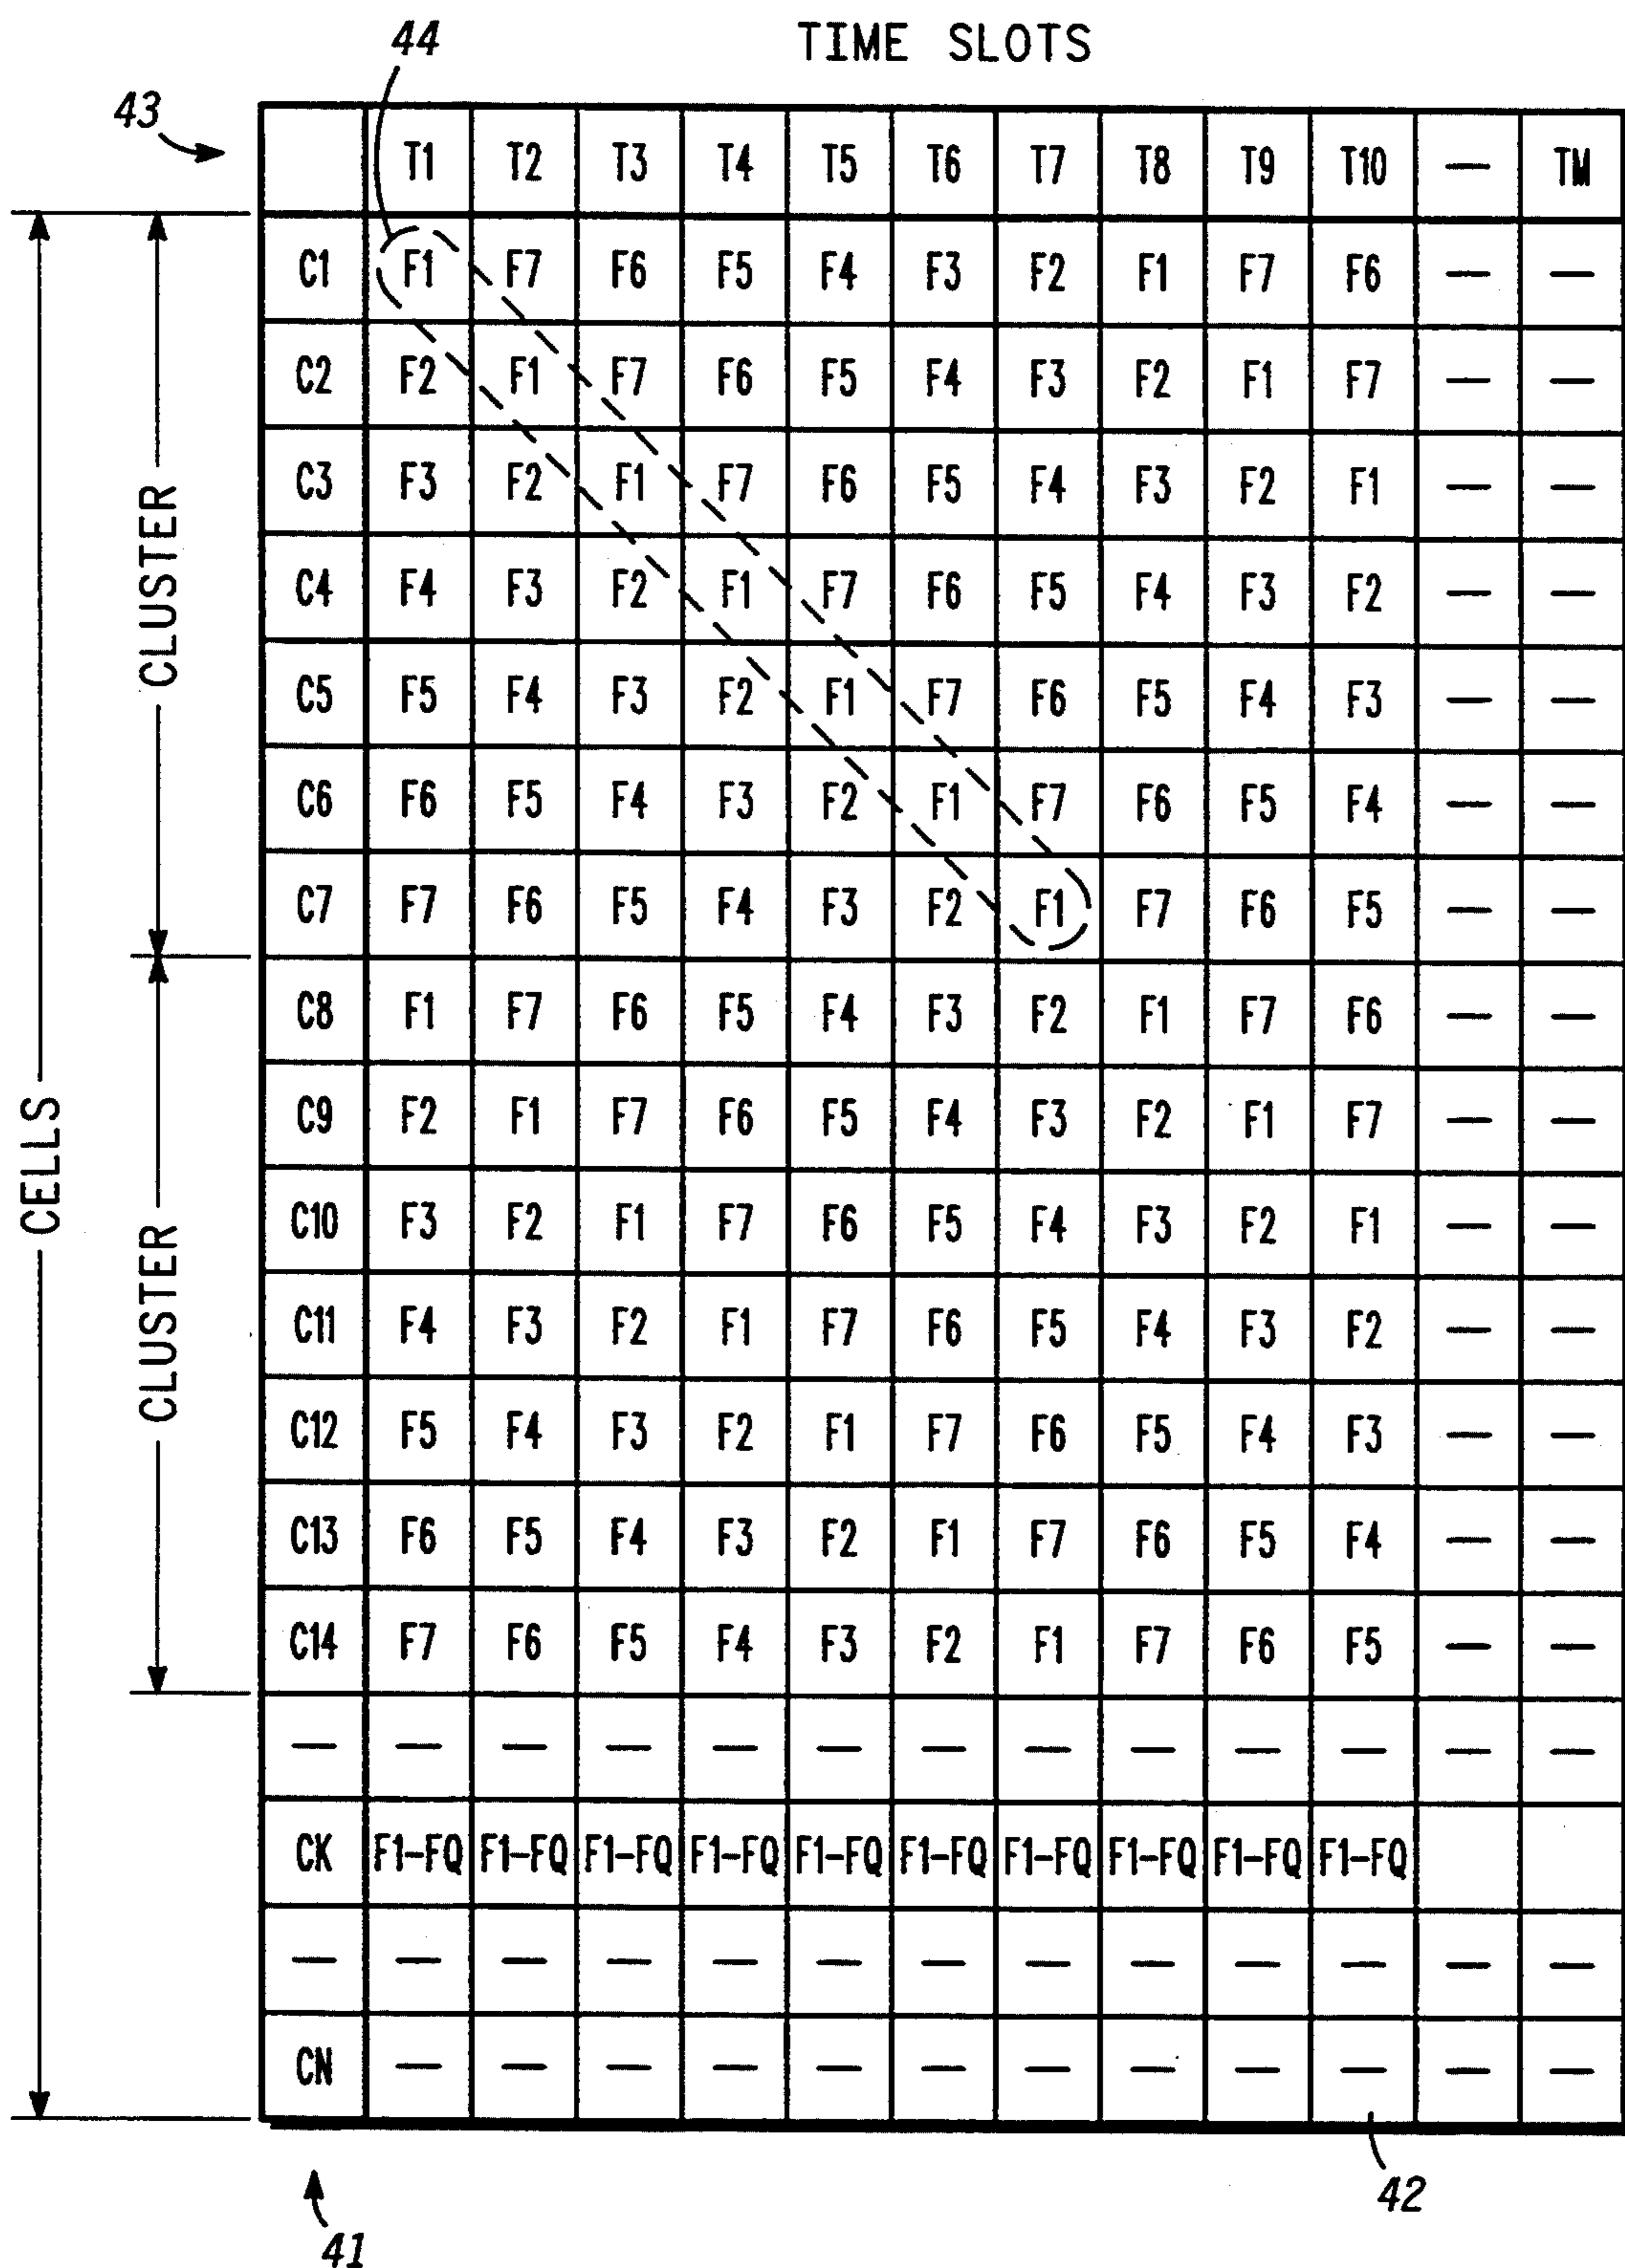 44 TIME SLOTS
43
T1 T2 T3 T4 T5 T6 T7 T8 T9 T10 — TM
C1 F1 F7 F6 F5 F4 F3 F2 F1 F7 F6 — —
C2 F2 F1 F7 F6 F5 F4 F3 F2 F1 F7 — —
C3 F3 F2 F1 F7 F6 F5 F4 F3 F2 F1 — —
C4 F4 F3 F2 F1 F7 F6 F5 F4 F3 F2 — —
C5 F5 F4 F3 F2 F1 F7 F6 F5 F4 F3 — —
C6 F6 F5 F4 F3 F2 F1 F7 F6 F5 F4 — —
C7 F7 F6 F5 F4 F3 F2 F1 F7 F6 F5 — —
C8 F1 F7 F6 F5 F4 F3 F2 F1 F7 F6 — —
C9 F2 F1 F7 F6 F5 F4 F3 F2 F1 F7 — —
C10 F3 F2 F1 F7 F6 F5 F4 F3 F2 F1 — —
C11 F4 F3 F2 F1 F7 F6 F5 F4 F3 F2 — —
C12 F5 F4 F3 F2 F1 F7 F6 F5 F4 F3 — —
C13 F6 F5 F4 F3 F2 F1 F7 F6 F5 F4 — —
C14 F7 F6 F5 F4 F3 F2 F1 F7 F6 F5 — —
— — — — — — — — — — — — —
CK F1-FQ F1-FQ F1-FQ F1-FQ F1-FQ F1-FQ F1-FQ F1-FQ F1-FQ F1-FQ
— — — — — — — — — — — — —
CN — — — — — — — — — — — —
CELLS
CLUSTER
CLUSTER
42
41